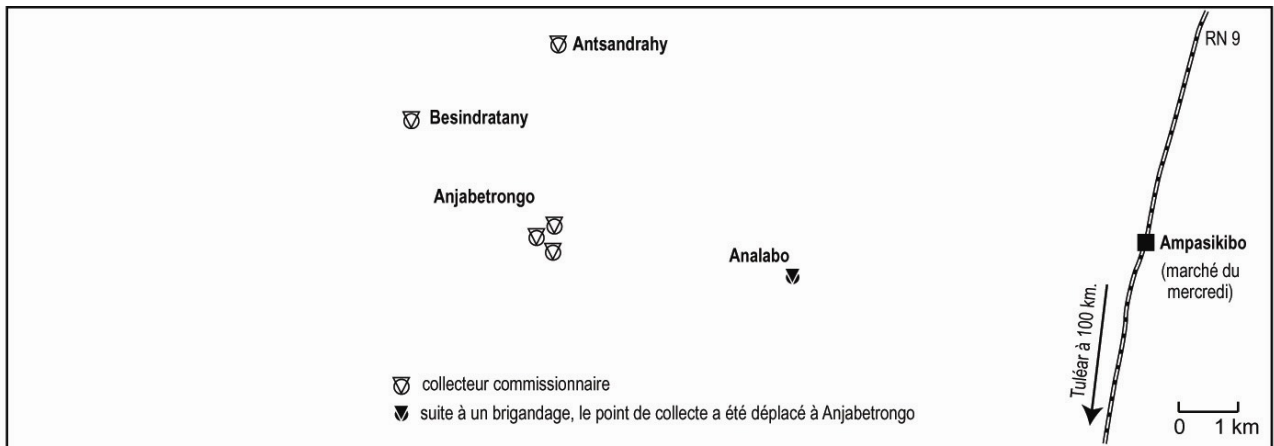 Antsandrahy
RN 9
Besindratany
Anjabetrongo
Analabo
Ampasikibo
(marché du
mercredi)
Tuléar à 100 km.
collecteur commissionnaire
suite à un brigandage, le point de collecte a été déplacé à Anjabetrongo
0 1 km